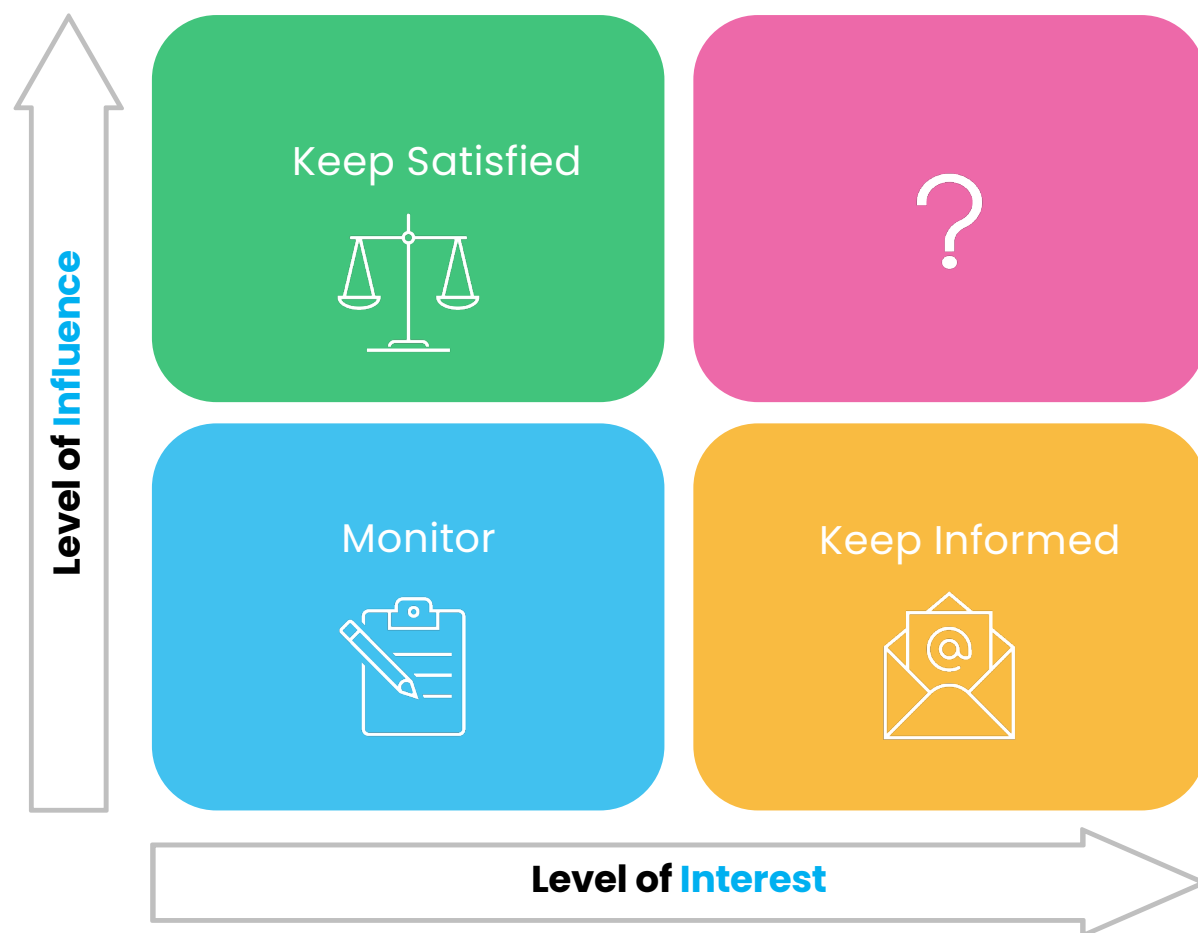 Keep Satisfied
?
Level of Influence
Monitor
Keep Informed
@
Level of Interest